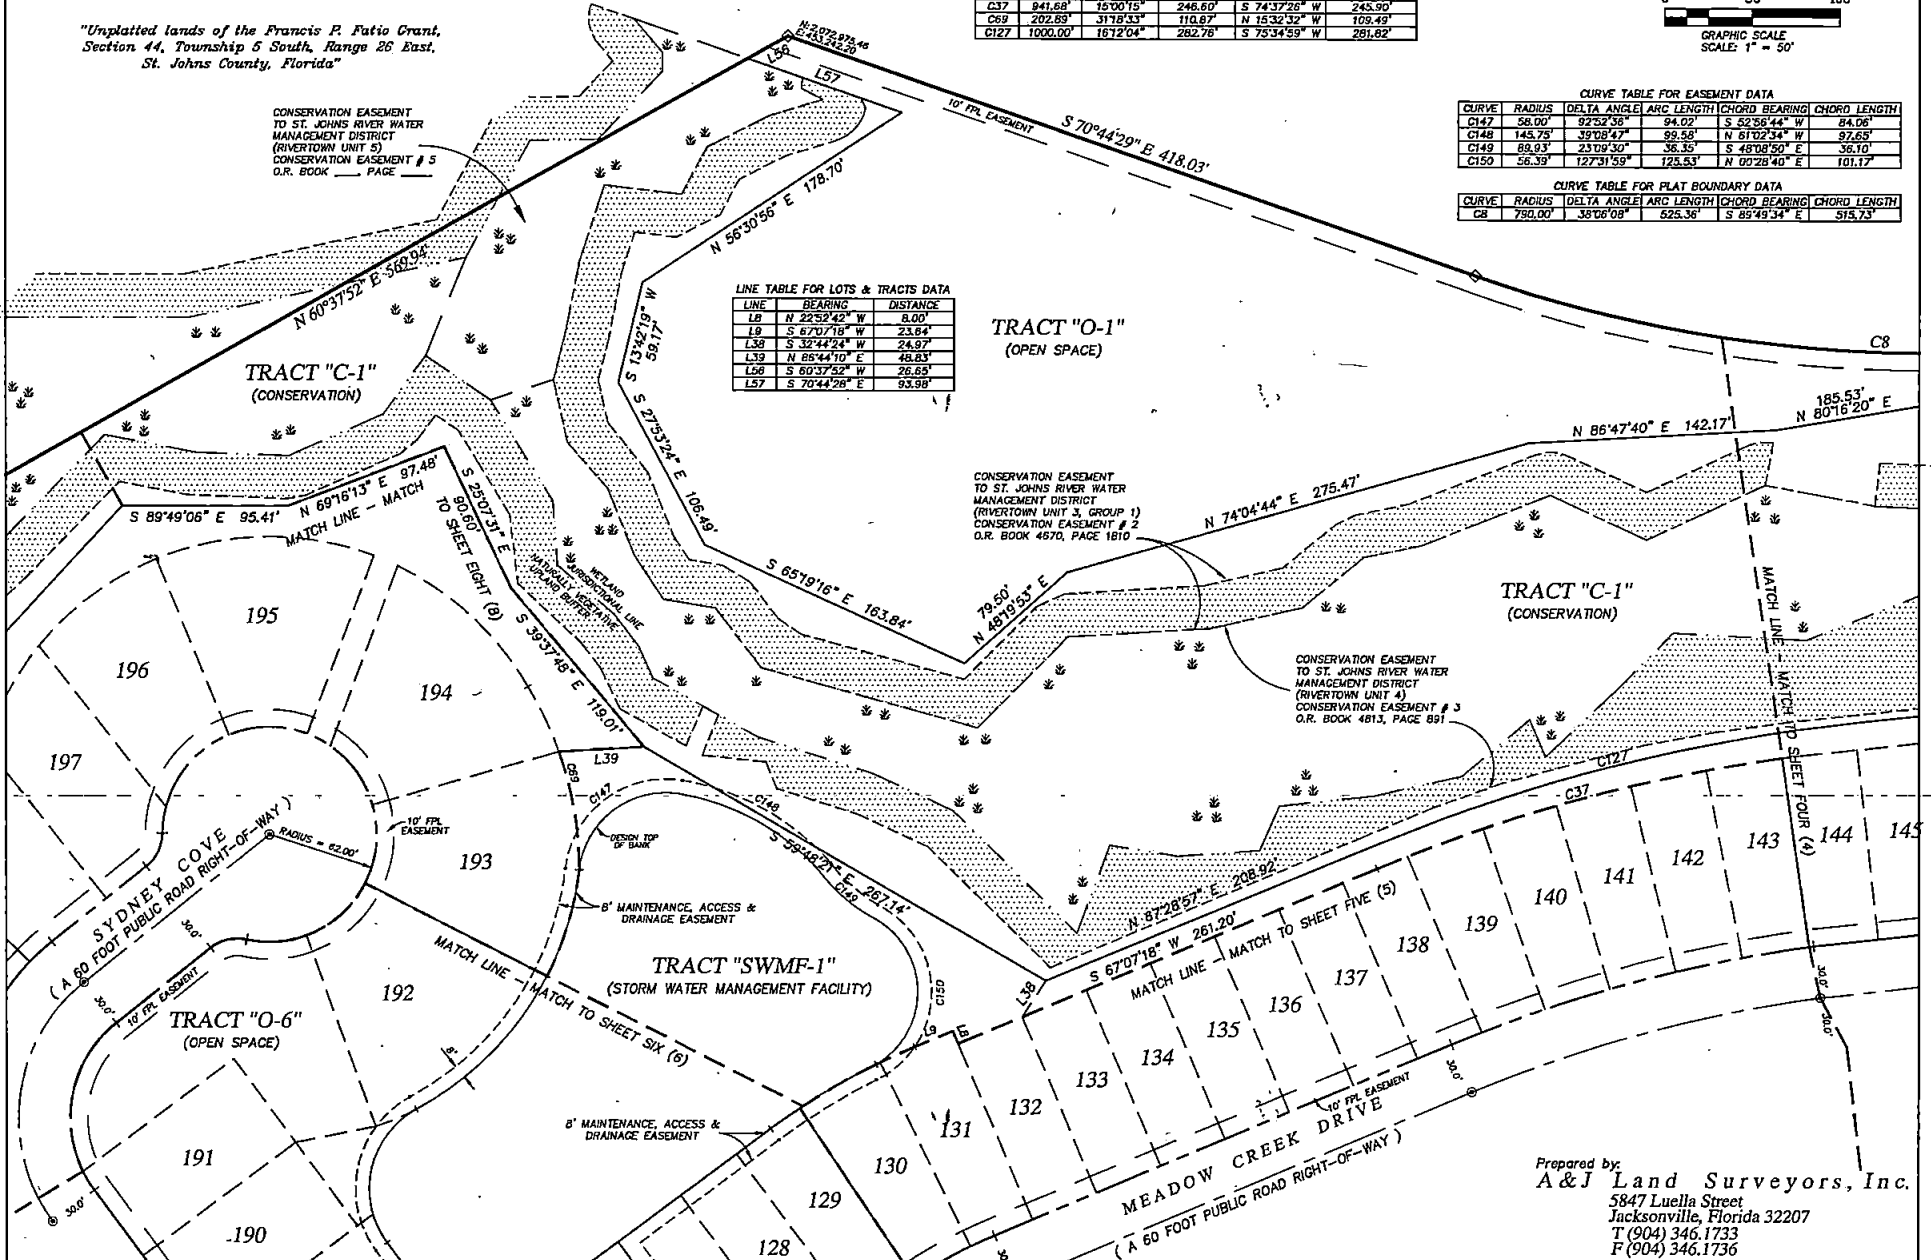 "Unplatted lands of the Francis P. Fatio Grant,
Section 44, Township 5 South, Range 26 East,
St. Johns County, Florida"
C37 941.68' 15°00'15" 246.60' S 74°37'26" W 245.90'
C69 202.89' 31°18'33" 110.87' N 15°32'32" W 109.49'
C127 1000.00' 16°12'04" 282.76' S 75°34'59" W 281.82'
GRAPHIC SCALE
SCALE: 1" = 50'
CURVE TABLE FOR EASEMENT DATA
CURVE RADIUS DELTA ANGLE ARC LENGTH CHORD BEARING CHORD LENGTH
C147 58.00' 92°52'36" 94.02' S 52°56'44" W 84.06'
C148 145.75' 39°08'47" 99.58' N 61°02'34" W 97.65'
C149 89.93' 23°09'30" 36.35' S 48°08'50" E 36.10'
C150 56.39' 127°31'59" 125.53' N 00°28'40" E 101.17'
CURVE TABLE FOR PLAT BOUNDARY DATA
CURVE RADIUS DELTA ANGLE ARC LENGTH CHORD BEARING CHORD LENGTH
C8 790.00' 38°06'08" 525.36' S 89°49'34" E 515.73'
CONSERVATION EASEMENT
TO ST. JOHNS RIVER WATER
MANAGEMENT DISTRICT
(RIVERTOWN UNIT 5)
CONSERVATION EASEMENT # 5
O.R. BOOK ____, PAGE ____
N: 2,072,975.46
E: 453,242.20
L56
L57
10' FPL EASEMENT
S 70°44'29" E 418.03'
N 56°30'56" E 178.70'
N 60°37'52" E 569.94'
LINE TABLE FOR LOTS & TRACTS DATA
LINE BEARING DISTANCE
L8 N 22°52'42" W 8.00'
L9 S 67°07'18" W 23.64'
L38 S 32°44'24" W 24.97'
L39 N 86°44'10" E 48.83'
L56 S 60°37'52" W 26.65'
L57 S 70°44'28" E 93.98'
TRACT "O-1"
(OPEN SPACE)
C8
S 13°42'19" W
59.17'
TRACT "C-1"
(CONSERVATION)
185.53'
N 80°16'20" E
N 86°47'40" E 142.17'
S 27°53'24" E 106.49'
S 89°49'06" E 95.41'
N 69°16'13" E 97.48'
MATCH LINE - MATCH
TO SHEET EIGHT (8)
S 25°07'31" E
90.60'
CONSERVATION EASEMENT
TO ST. JOHNS RIVER WATER
MANAGEMENT DISTRICT
(RIVERTOWN UNIT 3, GROUP 1)
CONSERVATION EASEMENT # 2
O.R. BOOK 4670, PAGE 1810
N 74°04'44" E 275.47'
WETLAND
JURISDICTIONAL LINE
NATURALLY VEGETATIVE
UPLAND BUFFER
S 65°19'16" E 163.84'
79.50'
N 48°19'53" E
TRACT "C-1"
(CONSERVATION)
MATCH LINE - MATCH TO SHEET FOUR (4)
195
196
194
197
S 39°37'48" E 119.01'
CONSERVATION EASEMENT
TO ST. JOHNS RIVER WATER
MANAGEMENT DISTRICT
(RIVERTOWN UNIT 4)
CONSERVATION EASEMENT # 3
O.R. BOOK 4813, PAGE 891
L39
C69
C147
C148
C127
C37
SYDNEY COVE
( A 60 FOOT PUBLIC ROAD RIGHT-OF-WAY )
RADIUS = 62.00'
10' FPL
EASEMENT
193
DESIGN TOP
OF BANK
S 59°48'21" E 267.14'
C149
8' MAINTENANCE, ACCESS &
DRAINAGE EASEMENT
N 87°28'57" E 208.92'
S 67°07'18" W 261.20'
MATCH LINE - MATCH TO SHEET FIVE (5)
145
144
143
142
141
140
139
138
137
136
135
134
133
132
131
130
129
128
30.0'
30.0'
10' FPL EASEMENT
MATCH LINE - MATCH TO SHEET SIX (6)
TRACT "SWMF-1"
(STORM WATER MANAGEMENT FACILITY)
C150
L38
L9
L8
192
TRACT "O-6"
(OPEN SPACE)
8'
8' MAINTENANCE, ACCESS &
DRAINAGE EASEMENT
191
190
30.0'
30.0'
30.0'
30.0'
10' FPL EASEMENT
MEADOW CREEK DRIVE
( A 60 FOOT PUBLIC ROAD RIGHT-OF-WAY )
Prepared by:
A & J Land Surveyors, Inc.
5847 Luella Street
Jacksonville, Florida 32207
T (904) 346.1733
F (904) 346.1736